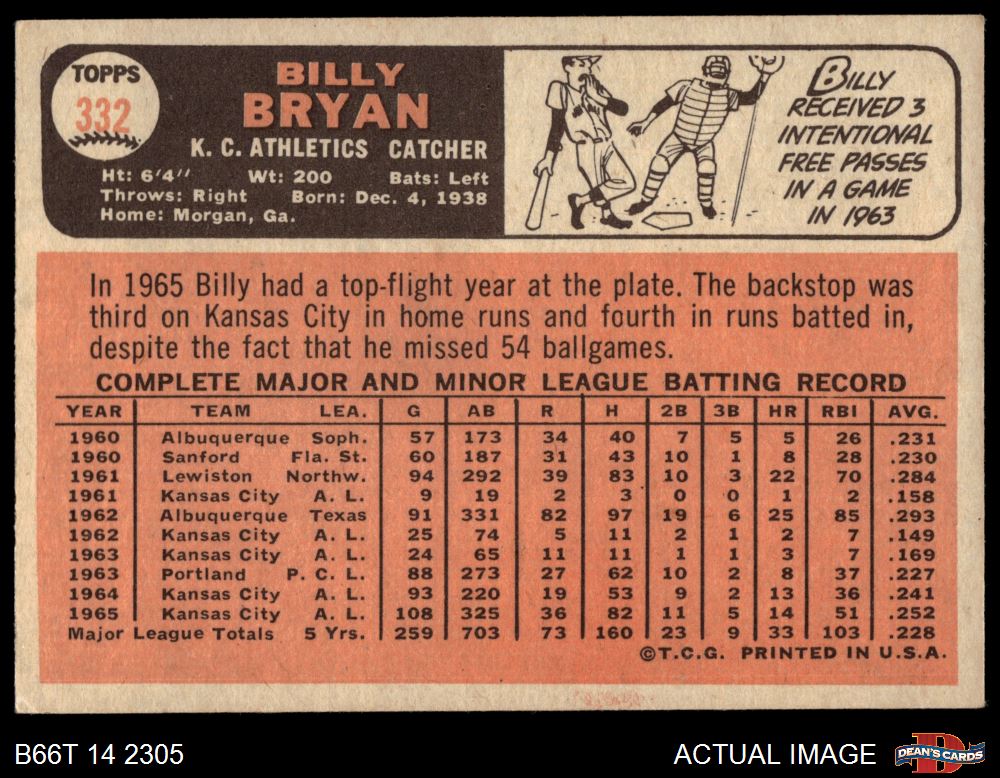 TOPPS
332
BILLY
BRYAN
K. C. ATHLETICS CATCHER
Ht: 6'4" Wt: 200 Bats: Left
Throws: Right Born: Dec. 4, 1938
Home: Morgan, Ga.
BILLY
RECEIVED 3
INTENTIONAL
FREE PASSES
IN A GAME
IN 1963
In 1965 Billy had a top-flight year at the plate. The backstop was
third on Kansas City in home runs and fourth in runs batted in,
despite the fact that he missed 54 ballgames.
COMPLETE MAJOR AND MINOR LEAGUE BATTING RECORD
YEAR TEAM LEA. G AB R H 2B 3B HR RBI AVG.
1960 Albuquerque Soph. 57 173 34 40 7 5 5 26 .231
1960 Sanford Fla. St. 60 187 31 43 10 1 8 28 .230
1961 Lewiston Northw. 94 292 39 83 10 3 22 70 .284
1961 Kansas City A. L. 9 19 2 3 0 0 1 2 .158
1962 Albuquerque Texas 91 331 82 97 19 6 25 85 .293
1962 Kansas City A. L. 25 74 5 11 2 1 2 7 .149
1963 Kansas City A. L. 24 65 11 11 1 1 3 7 .169
1963 Portland P. C. L. 88 273 27 62 10 2 8 37 .227
1964 Kansas City A. L. 93 220 19 53 9 2 13 36 .241
1965 Kansas City A. L. 108 325 36 82 11 5 14 51 .252
Major League Totals 5 Yrs. 259 703 73 160 23 9 33 103 .228
©T.C.G. PRINTED IN U.S.A.
B66T 14 2305
ACTUAL IMAGE
DEAN'S CARDS